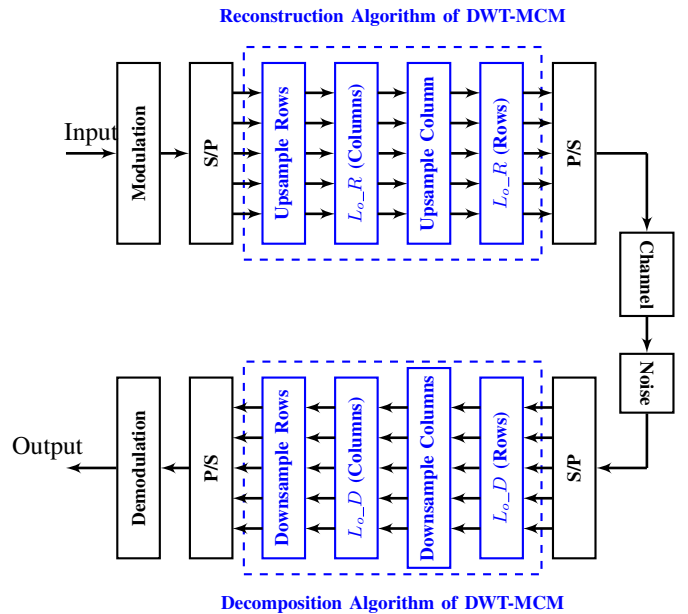 Reconstruction Algorithm of DWT-MCM
Input
Modulation
S/P
Upsample Rows
L_o_R (Columns)
Upsample Column
L_o_R (Rows)
P/S
Channel
Noise
S/P
L_o_D (Rows)
Downsample Columns
L_o_D (Columns)
Downsample Rows
P/S
Demodulation
Output
Decomposition Algorithm of DWT-MCM